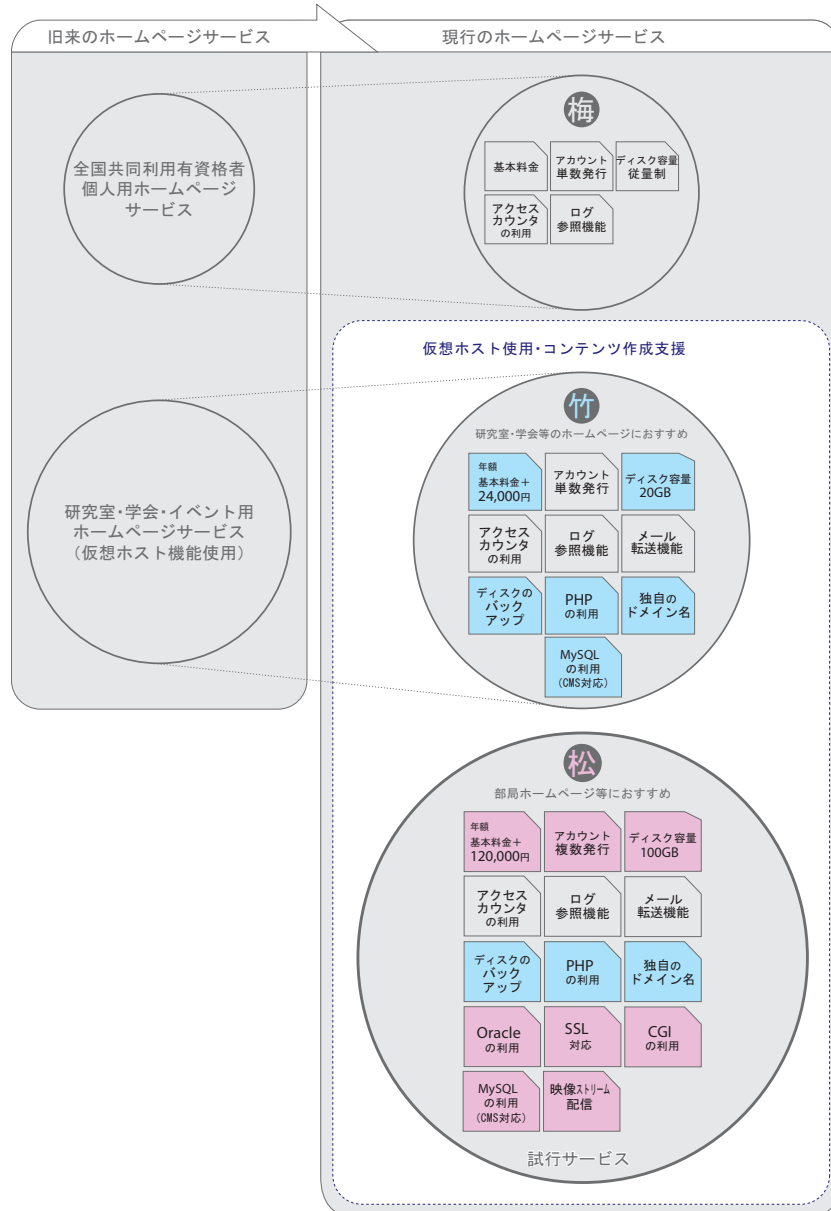 旧来のホームページサービス
現行のホームページサービス
全国共同利用有資格者
個人用ホームページ
サービス
梅
基本料金
アカウント
単数発行
ディスク容量
従量制
アクセス
カウンタ
の利用
ログ
参照機能
仮想ホスト使用・コンテンツ作成支援
研究室・学会・イベント用
ホームページサービス
(仮想ホスト機能使用)
竹
研究室・学会等のホームページにおすすめ
年額
基本料金＋
24,000円
アカウント
単数発行
ディスク容量
20GB
アクセス
カウンタ
の利用
ログ
参照機能
メール
転送機能
ディスクの
バック
アップ
PHP
の利用
独自の
ドメイン名
MySQL
の利用
(CMS対応)
松
部局ホームページ等におすすめ
年額
基本料金＋
120,000円
アカウント
複数発行
ディスク容量
100GB
アクセス
カウンタ
の利用
ログ
参照機能
メール
転送機能
ディスクの
バック
アップ
PHP
の利用
独自の
ドメイン名
Oracle
の利用
SSL
対応
CGI
の利用
MySQL
の利用
(CMS対応)
映像ストリーム
配信
試行サービス